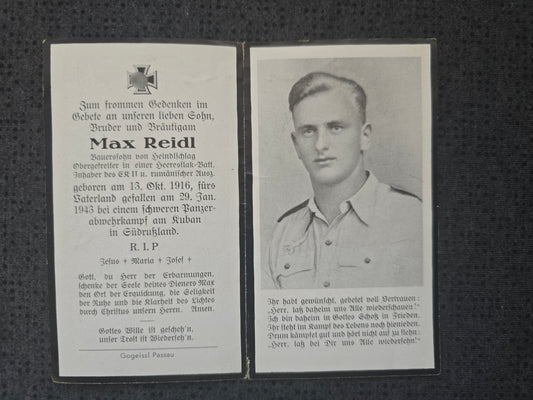 Zum frommen Gedenken im
Gebete an unseren lieben Sohn,
Bruder und Bräutigam
Max Reidl
Bauerssohn von Heindlschlag
Obergefreiter in einer Heeresflak-Batt.
Inhaber des EK II u. rumänischer Ausz.
geboren am 13. Okt. 1916, fürs
Vaterland gefallen am 29. Jan.
1943 bei einem schweren Panzer-
abwehrkampf am Kuban
in Südrußland.
R. I. P
Jesus + Maria + Josef +
Gott, du Herr der Erbarmungen,
schenke der Seele deines Dieners Max
den Ort der Erquickung, die Seligkeit
der Ruhe und die Klarheit des Lichtes
durch Christus unsern Herrn. Amen.
Gottes Wille ist gescheh'n,
unser Trost ist Wiederseh'n.
Gogeissl Passau
Ihr habt gewünscht, gebetet voll Vertrauen:
„Herr, laß daheim uns Alle wiederschauen!"
Ich bin daheim in Gottes Schoß in Frieden.
Ihr steht im Kampf des Lebens noch hienieden.
Drum kämpfet gut und hört nicht auf zu flehn:
„Herr, laß bei Dir uns Alle wiedersehn!"